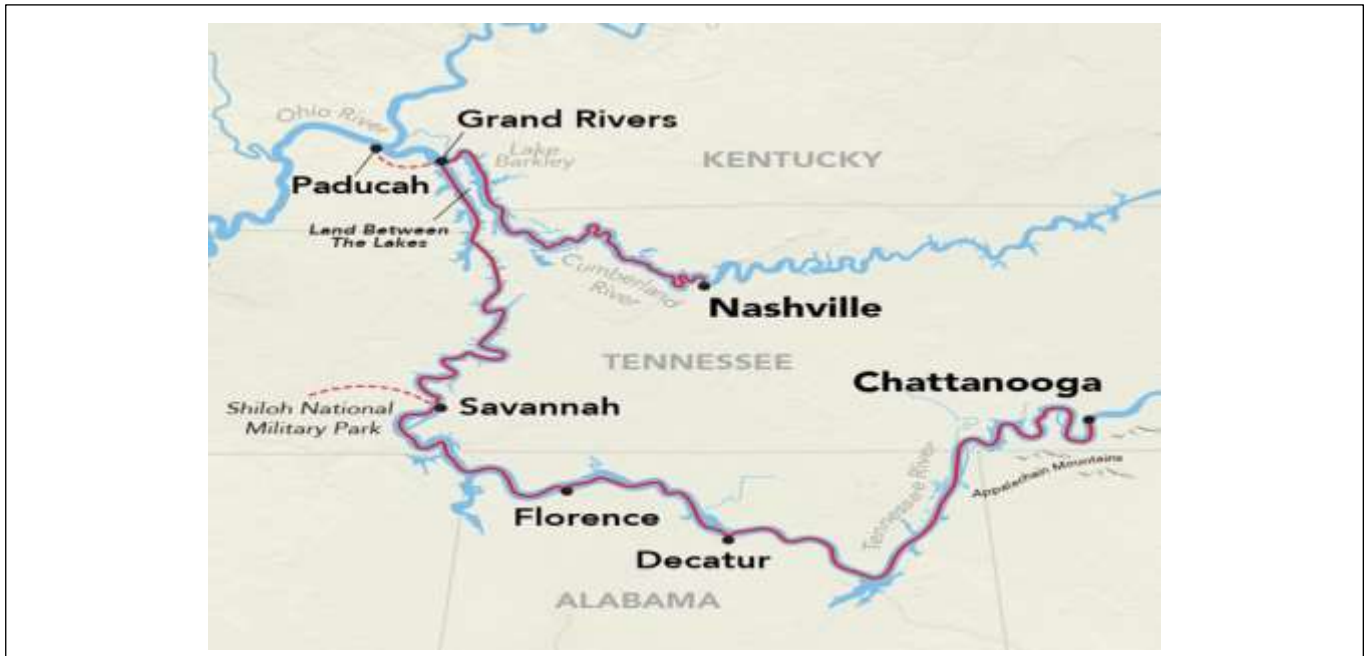 Ohio River
Grand Rivers
Lake
Barkley
KENTUCKY
Paducah
Land Between
The Lakes
Cumberland
River
Nashville
TENNESSEE
Chattanooga
Shiloh National
Military Park
Savannah
Tennessee River
Appalachain Mountains
Florence
Decatur
ALABAMA